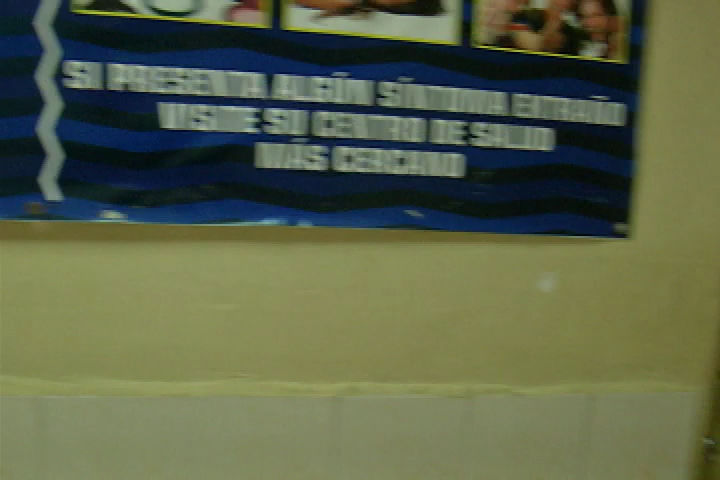 SI PRESENTA ALGÚN SÍNTOMA EXTRAÑO
VISITE SU CENTRO DE SALUD
MÁS CERCANO